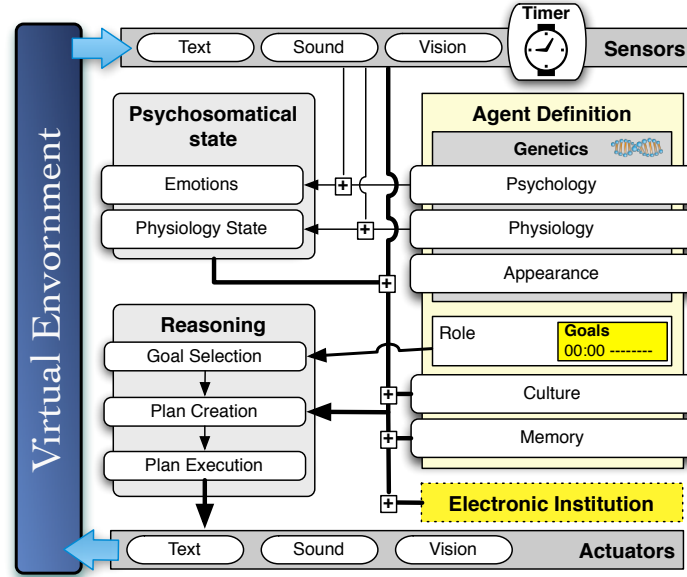 Virtual Envornment
Timer
Text Sound Vision Sensors
Psychosomatical
state
Emotions
Physiology State
Agent Definition
Genetics
Psychology
Physiology
Appearance
Role
Goals
00:00 --------
Culture
Memory
Reasoning
Goal Selection
Plan Creation
Plan Execution
Electronic Institution
Text Sound Vision Actuators